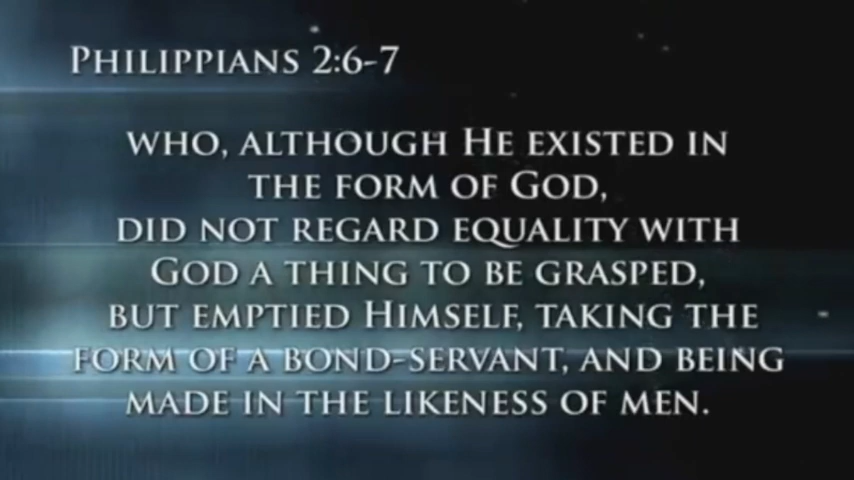 Philippians 2:6-7
who, although He existed in
the form of God,
did not regard equality with
God a thing to be grasped,
but emptied Himself, taking the
form of a bond-servant, and being
made in the likeness of men.